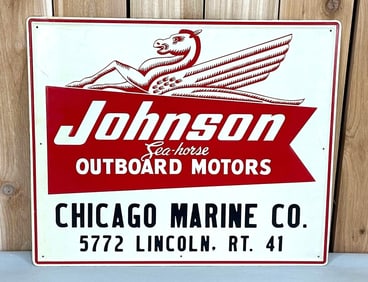 Johnson
Sea-horse
OUTBOARD MOTORS
CHICAGO MARINE CO.
5772 LINCOLN, RT. 41